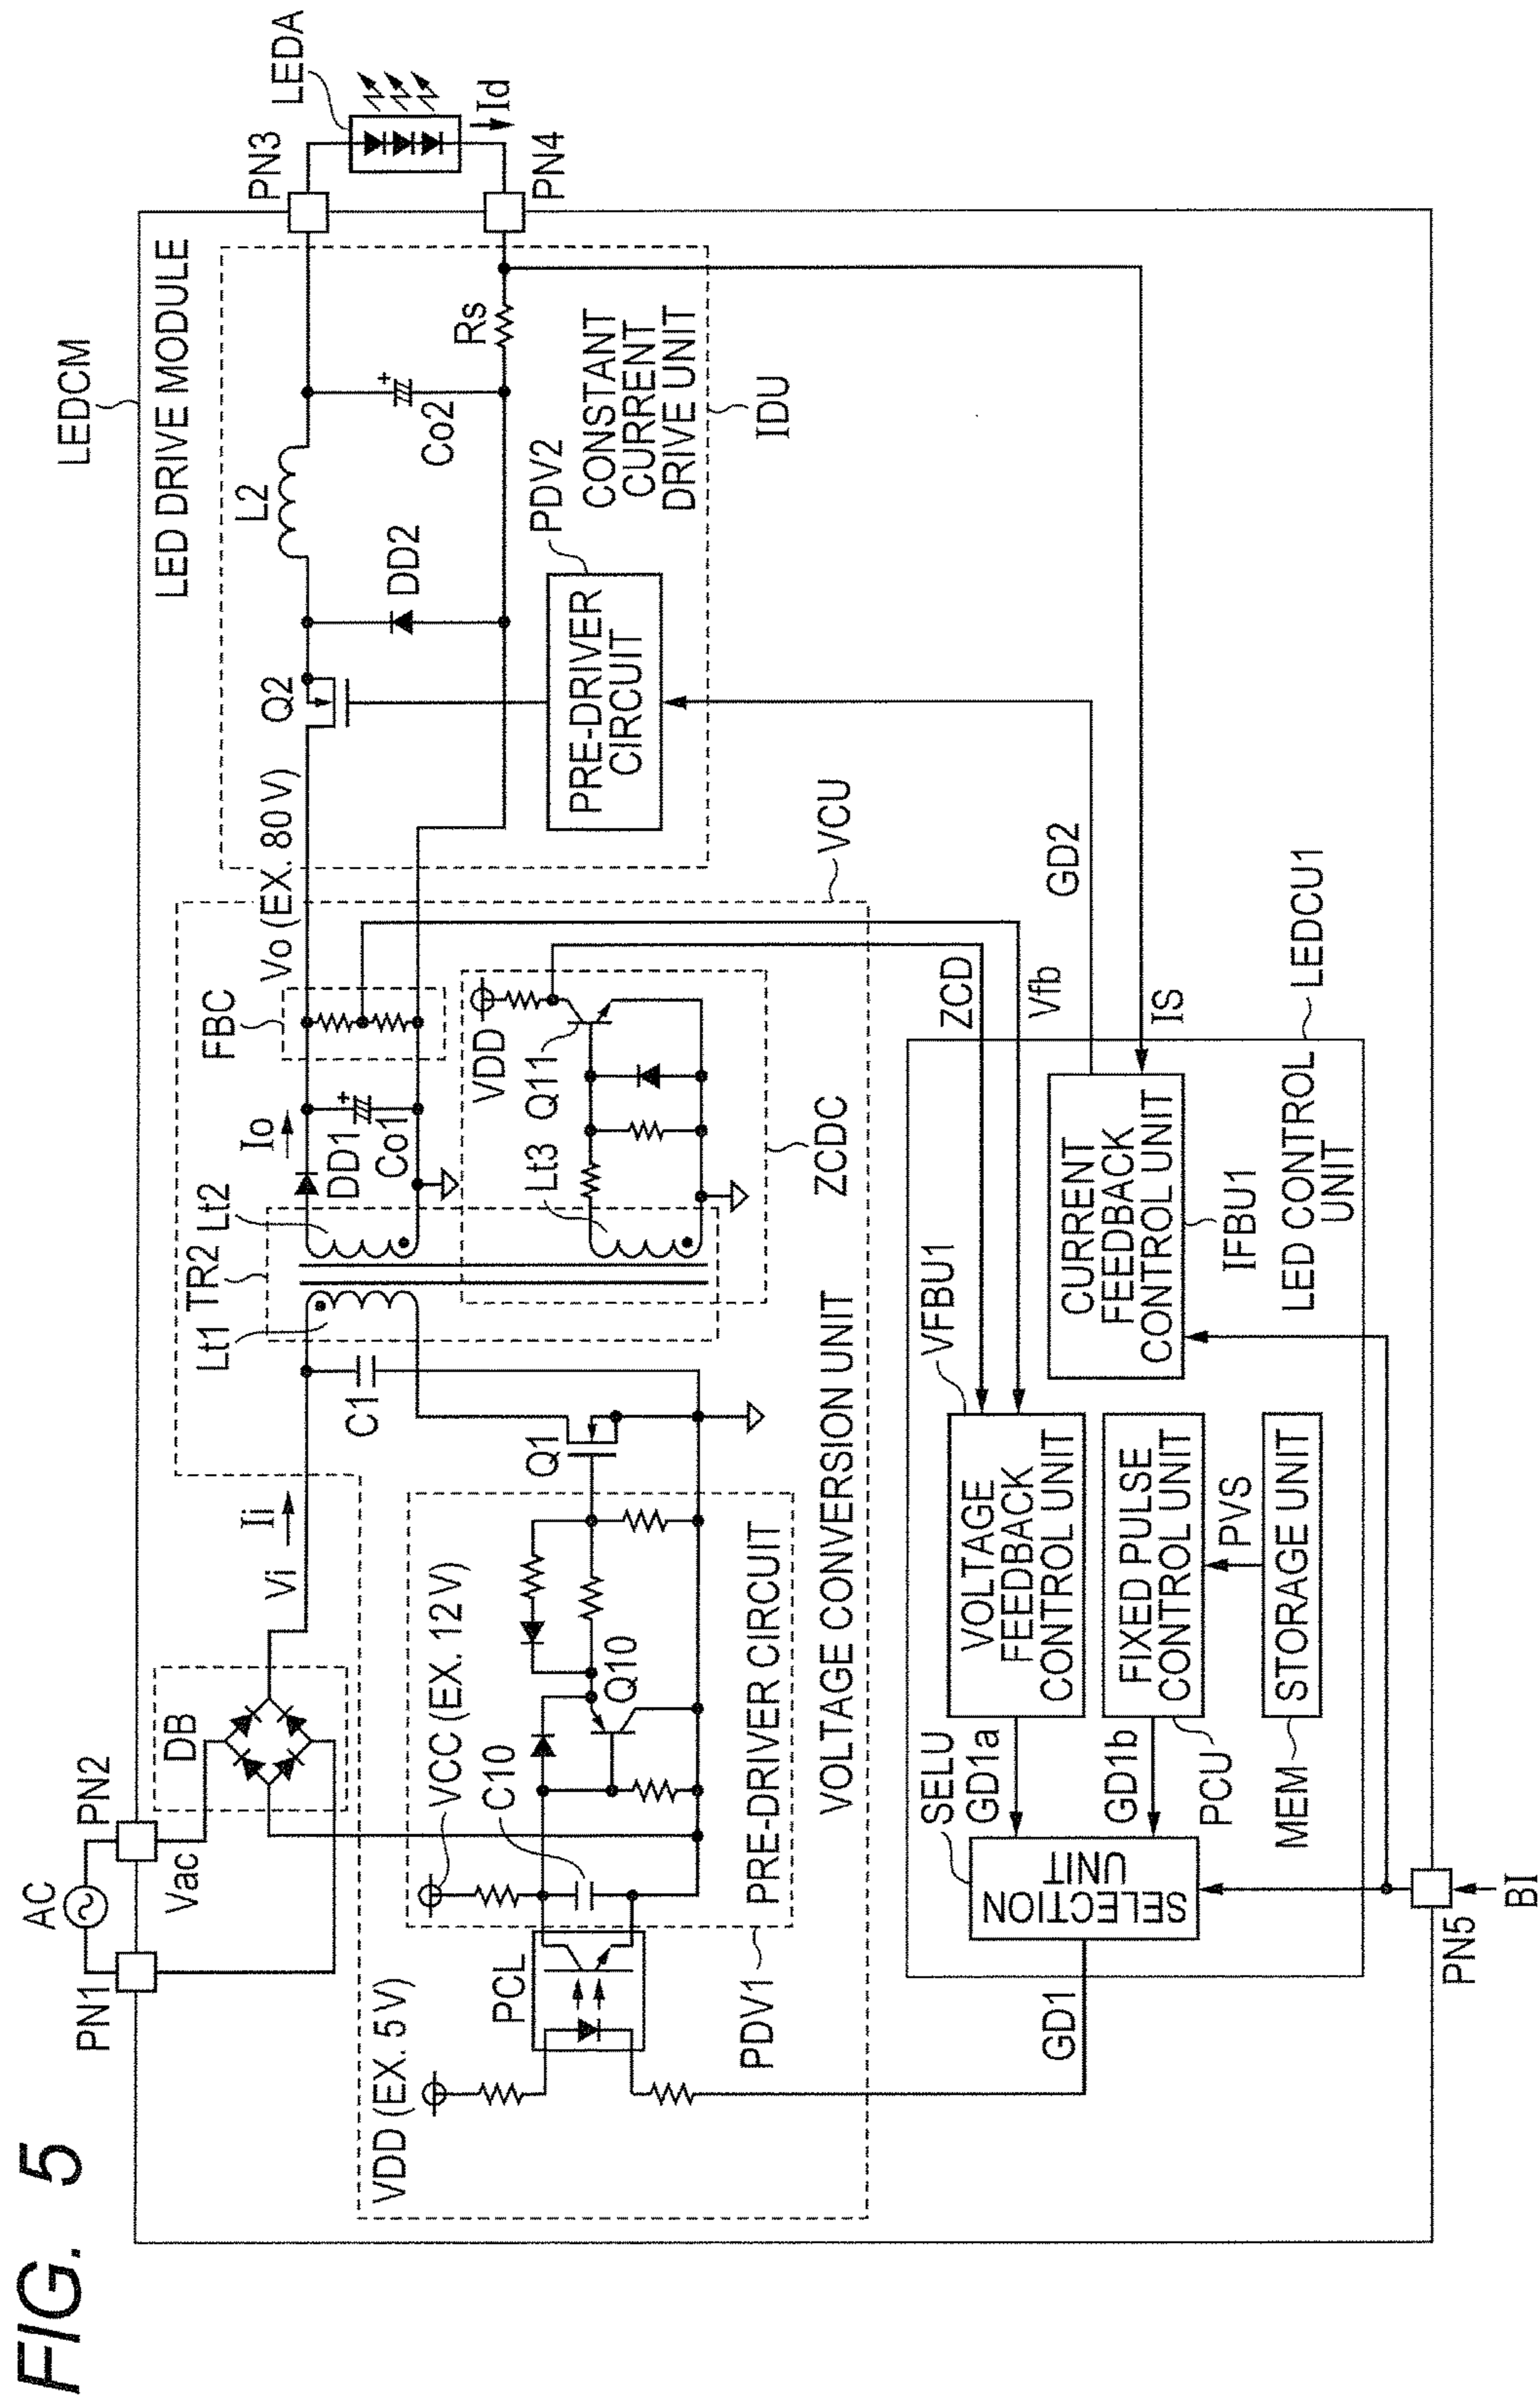 FIG. 5
LEDCM
LED DRIVE MODULE
AC
PN1
PN2
Vac
DB
Vi
Ii
Lt1
TR2
Lt2
Io
FBC
Vo (EX. 80 V)
Q2
L2
PN3
LEDA
Id
PN4
DD1
Co1
DD2
Co2
Rs
C1
Q1
VDD
Q11
Lt3
ZCDC
PDV2
PRE-DRIVER
CIRCUIT
CONSTANT
CURRENT
DRIVE UNIT
IDU
VDD (EX. 5 V)
PCL
VCC (EX. 12 V)
C10
Q10
PRE-DRIVER CIRCUIT
PDV1
VOLTAGE CONVERSION UNIT
VCU
ZCD
Vfb
GD2
IS
GD1
SELU
SELECTION
UNIT
GD1a
GD1b
VFBU1
VOLTAGE
FEEDBACK
CONTROL UNIT
FIXED PULSE
CONTROL UNIT
PCU
PVS
MEM
STORAGE UNIT
CURRENT
FEEDBACK
CONTROL UNIT
IFBU1
LED CONTROL
UNIT
LEDCU1
PN5
BI